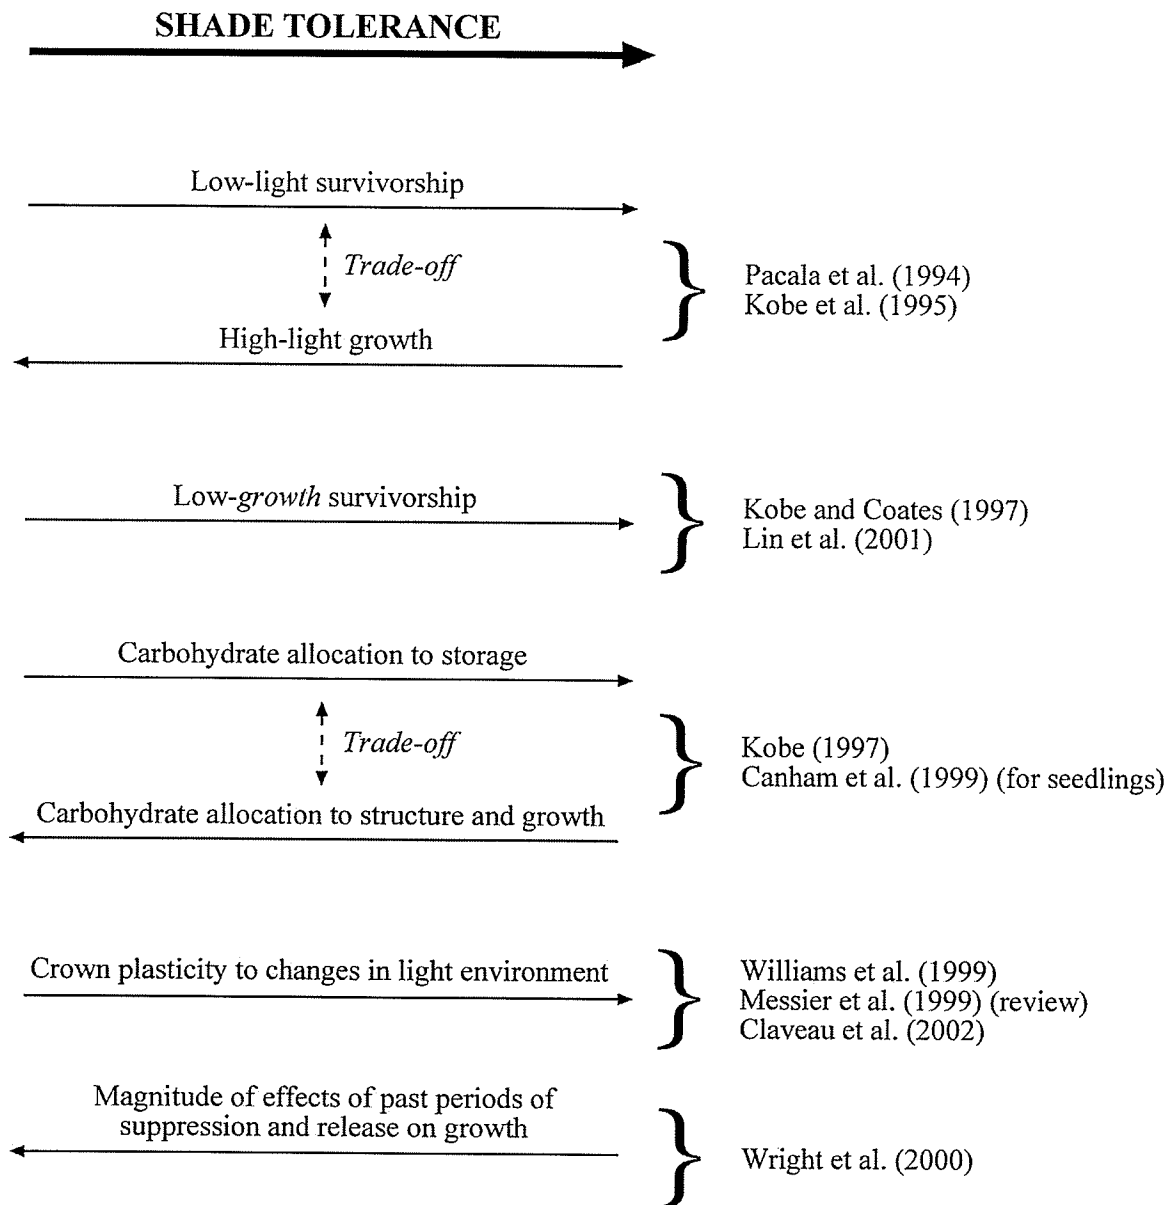 SHADE TOLERANCE
Low-light survivorship
Trade-off
High-light growth
Pacala et al. (1994)
Kobe et al. (1995)
Low-growth survivorship
Kobe and Coates (1997)
Lin et al. (2001)
Carbohydrate allocation to storage
Trade-off
Carbohydrate allocation to structure and growth
Kobe (1997)
Canham et al. (1999) (for seedlings)
Crown plasticity to changes in light environment
Williams et al. (1999)
Messier et al. (1999) (review)
Claveau et al. (2002)
Magnitude of effects of past periods of
suppression and release on growth
Wright et al. (2000)